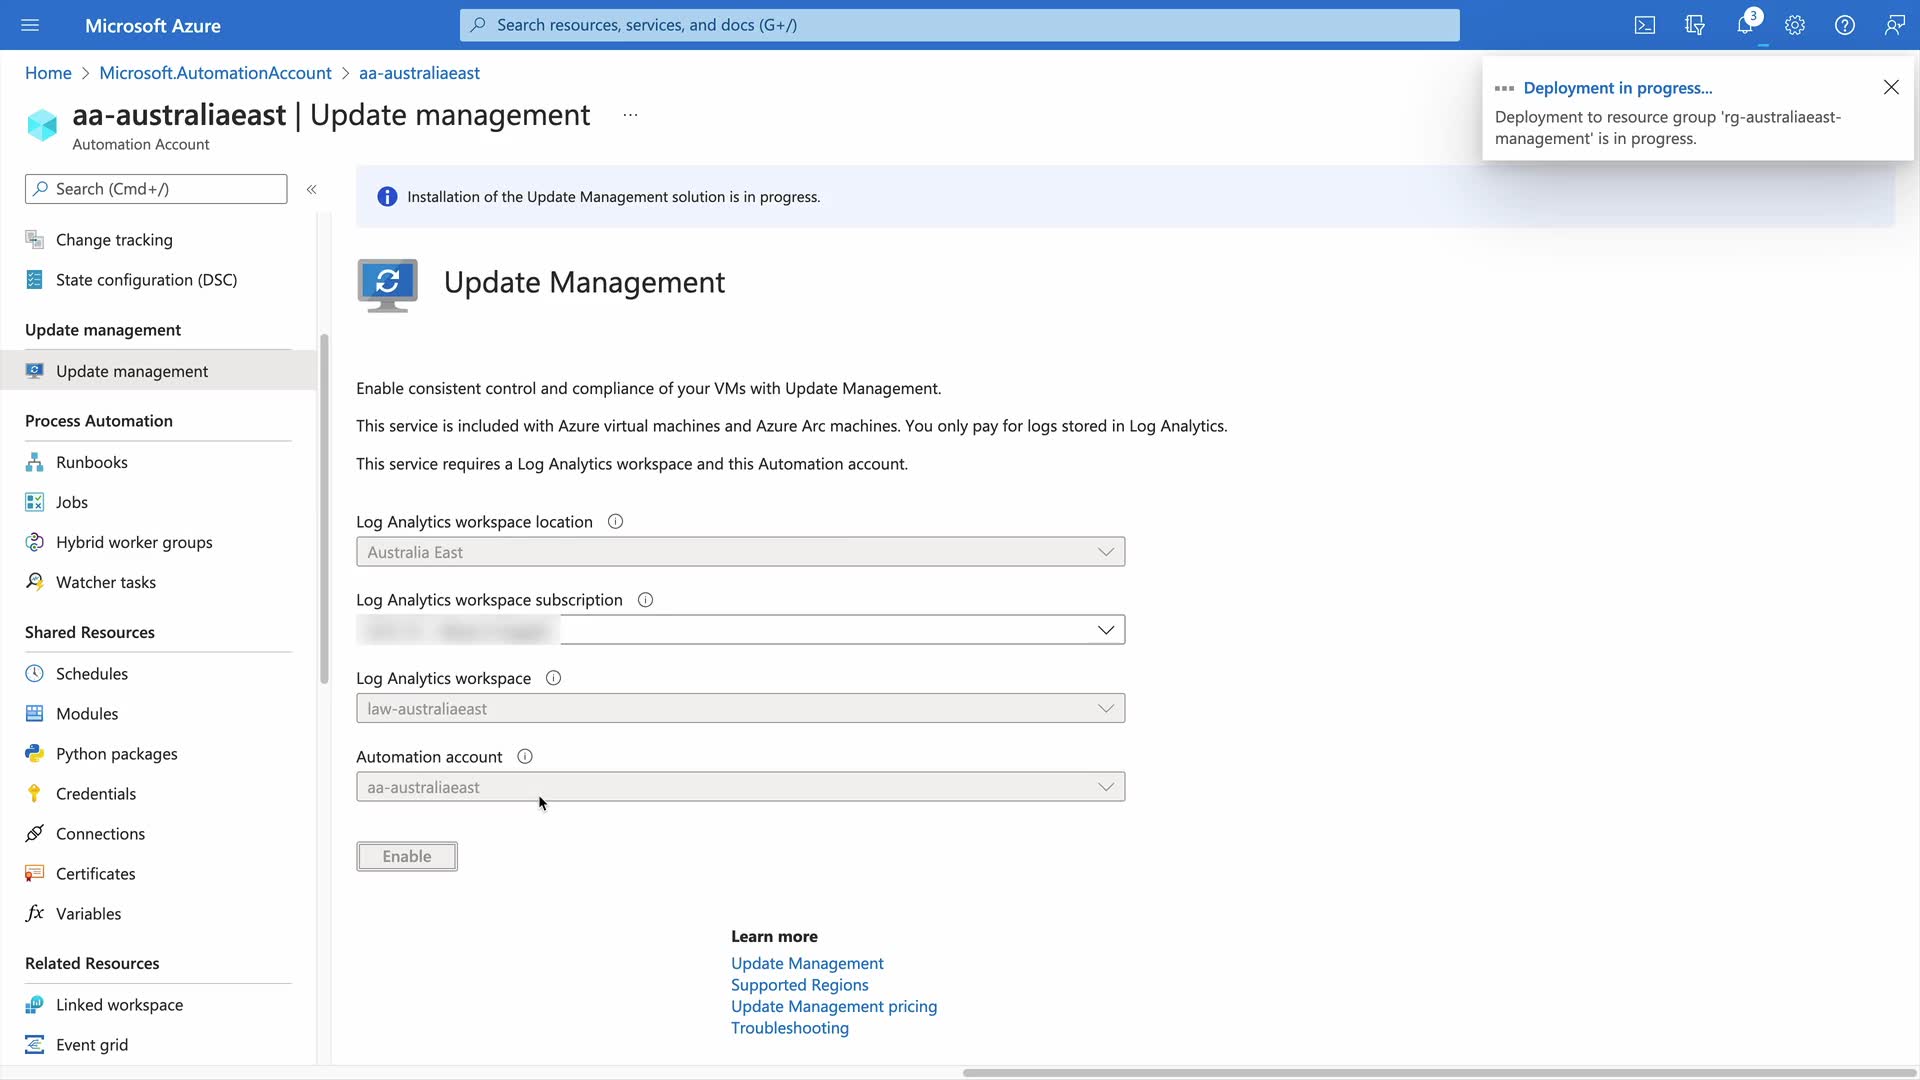 Microsoft Azure
Search resources, services, and docs (G+/)
3
Home > Microsoft.AutomationAccount > aa-australiaeast
aa-australiaeast | Update management ...
Automation Account
Deployment in progress...
Deployment to resource group 'rg-australiaeast-
management' is in progress.
Search (Cmd+/)
Change tracking
State configuration (DSC)
Update management
Update management
Process Automation
Runbooks
Jobs
Hybrid worker groups
Watcher tasks
Shared Resources
Schedules
Modules
Python packages
Credentials
Connections
Certificates
Variables
Related Resources
Linked workspace
Event grid
Installation of the Update Management solution is in progress.
Update Management
Enable consistent control and compliance of your VMs with Update Management.
This service is included with Azure virtual machines and Azure Arc machines. You only pay for logs stored in Log Analytics.
This service requires a Log Analytics workspace and this Automation account.
Log Analytics workspace location
Australia East
Log Analytics workspace subscription
Log Analytics workspace
law-australiaeast
Automation account
aa-australiaeast
Enable
Learn more
Update Management
Supported Regions
Update Management pricing
Troubleshooting